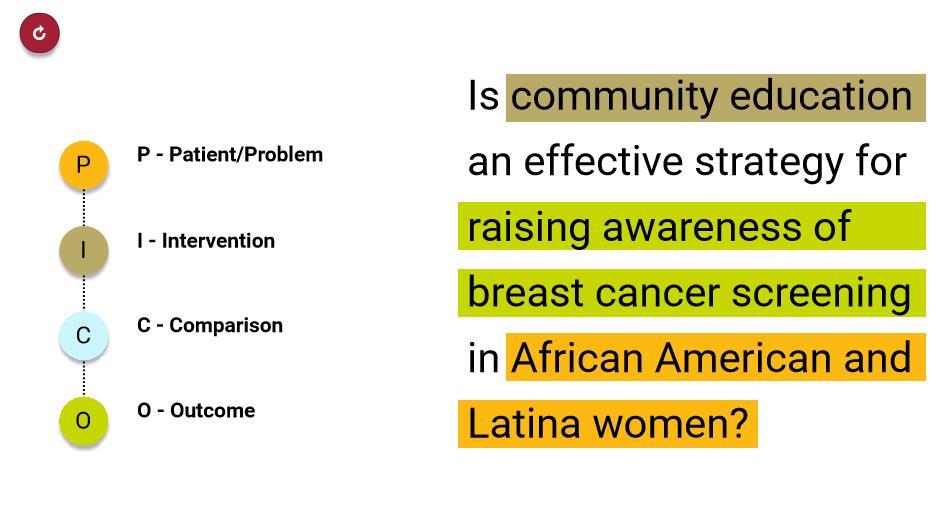 P
P - Patient/Problem
I
I - Intervention
C
C - Comparison
O
O - Outcome
Is community education
an effective strategy for
raising awareness of
breast cancer screening
in African American and
Latina women?